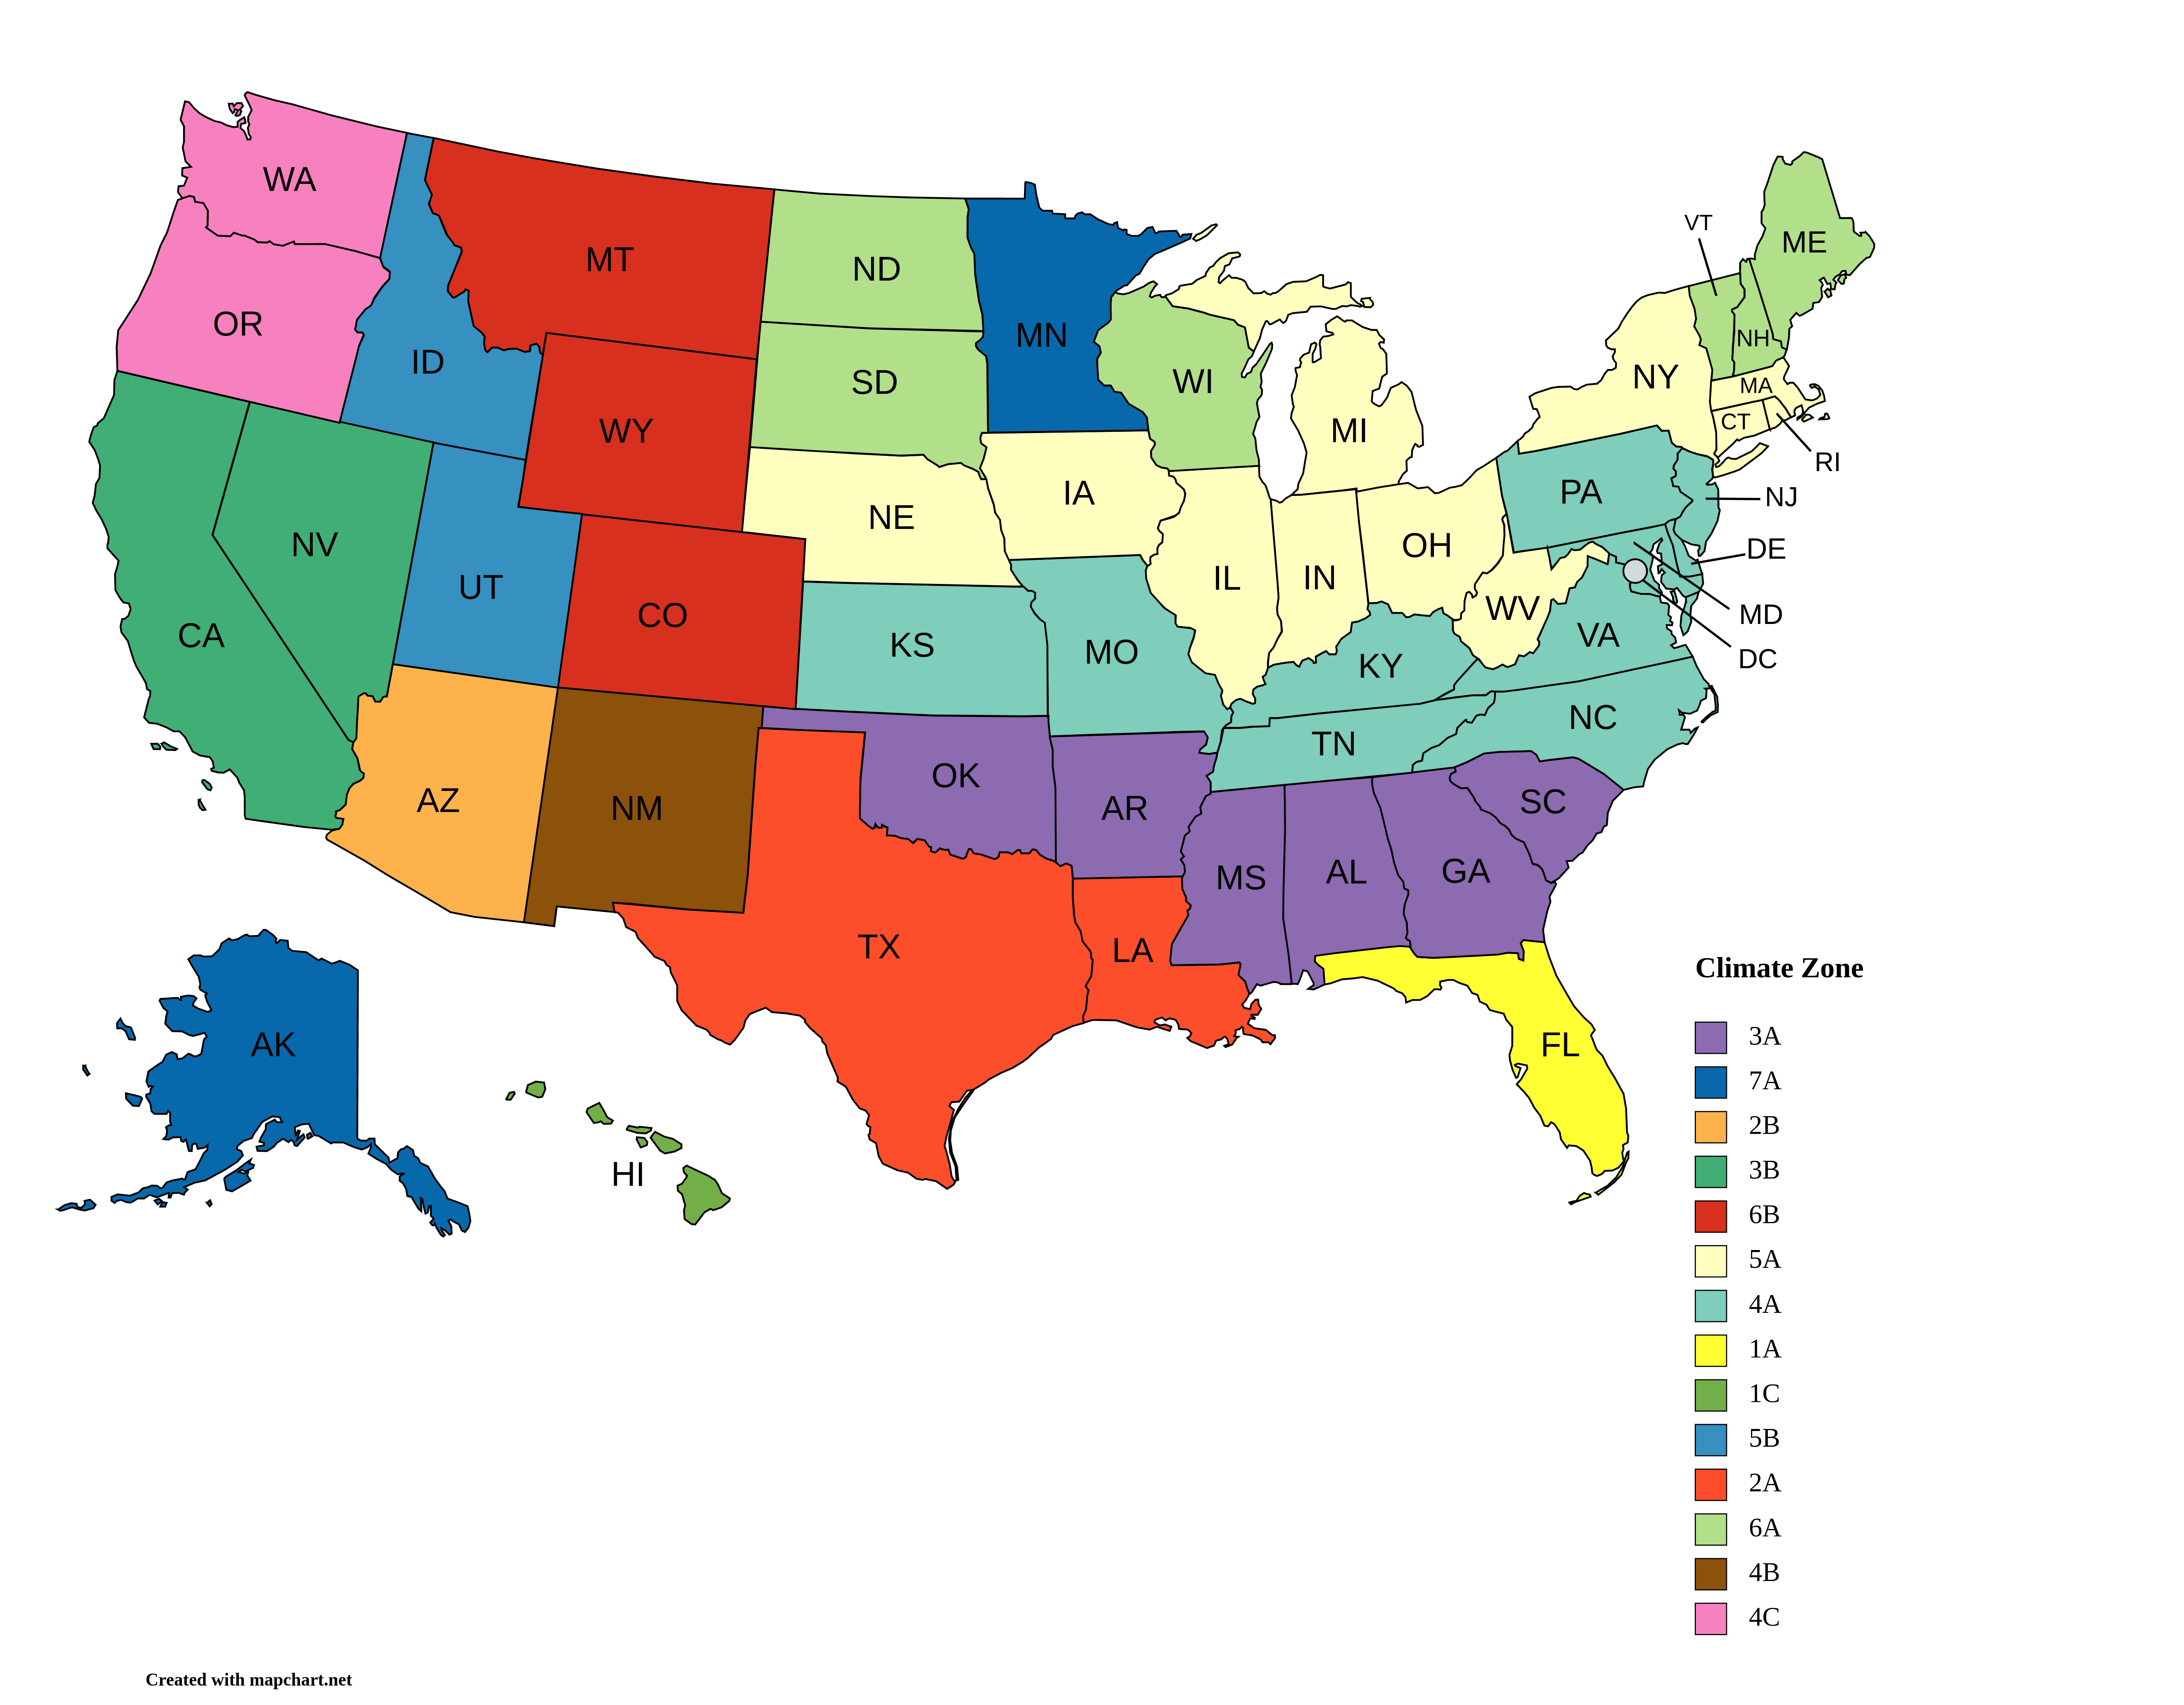 WA
VT
ME
MT
ND
OR
MN
NH
ID
NY
SD
WI
MA
WY
CT
MI
RI
PA
IA
NJ
NE
NV
OH
DE
IL
IN
UT
WV
CO
MD
CA
VA
KS
MO
DC
KY
NC
TN
OK
AZ
NM
AR
SC
MS
AL
GA
TX
LA
Climate Zone
AK
FL
HI
3A
7A
2B
3B
6B
5A
4A
1A
1C
5B
2A
6A
4B
4C
Created with mapchart.net